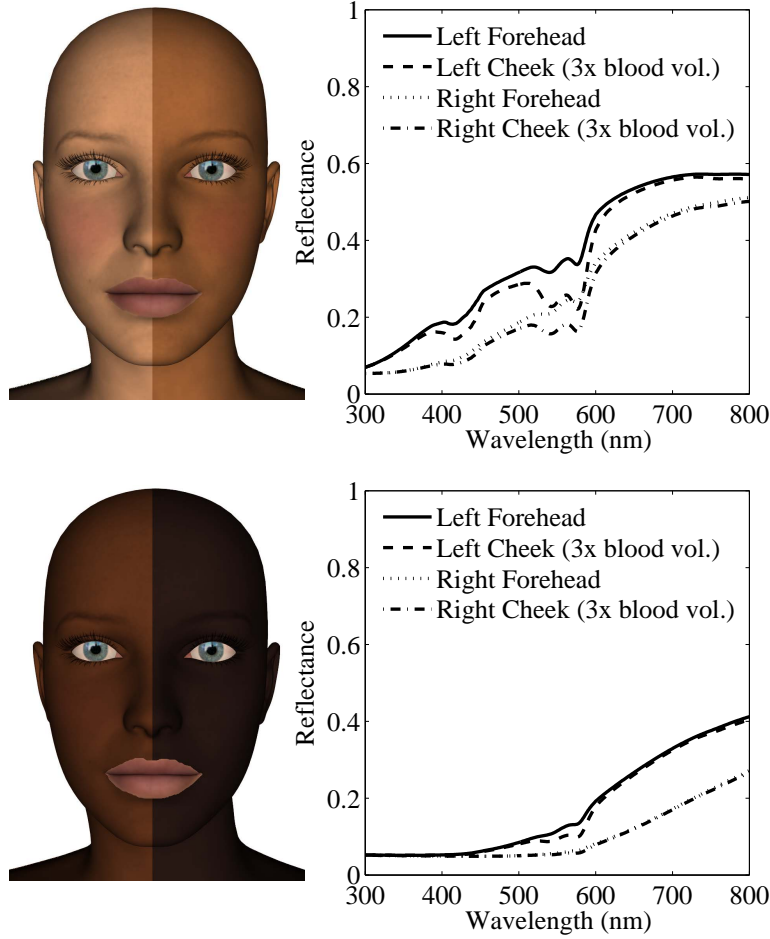 1
0.8
0.6
0.4
0.2
0
Reflectance
Left Forehead
Left Cheek (3x blood vol.)
Right Forehead
Right Cheek (3x blood vol.)
300 400 500 600 700 800
Wavelength (nm)
1
0.8
0.6
0.4
0.2
0
Reflectance
Left Forehead
Left Cheek (3x blood vol.)
Right Forehead
Right Cheek (3x blood vol.)
300 400 500 600 700 800
Wavelength (nm)